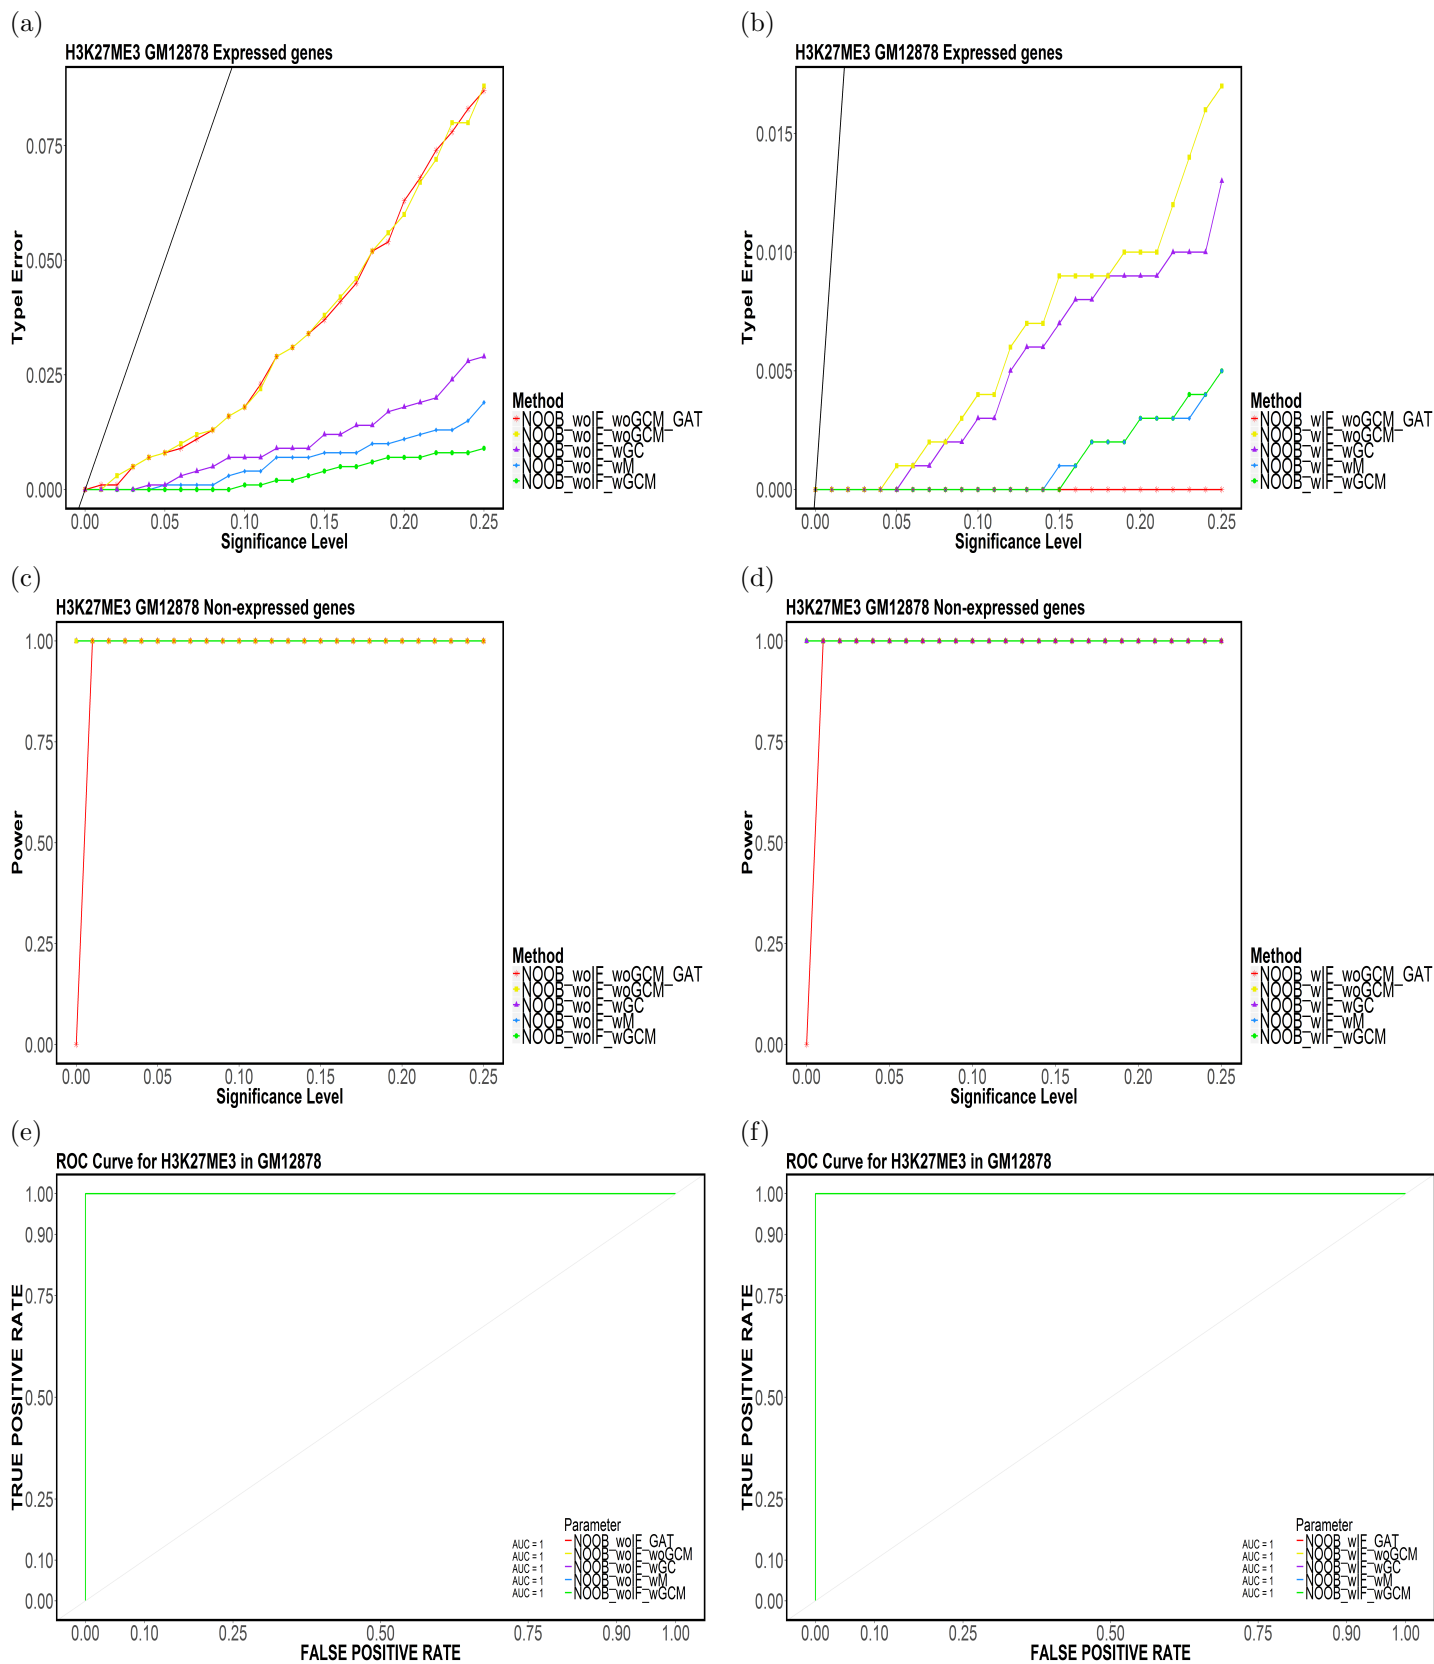 (a)
H3K27ME3 GM12878 Expressed genes
TypeI Error
0.075
0.050
0.025
0.000
0.00 0.05 0.10 0.15 0.20 0.25
Significance Level
Method
NOOB_woIF_woGCM_GAT
NOOB_woIF_woGCM
NOOB_woIF_wGC
NOOB_woIF_wM
NOOB_woIF_wGCM
(b)
H3K27ME3 GM12878 Expressed genes
TypeI Error
0.015
0.010
0.005
0.000
0.00 0.05 0.10 0.15 0.20 0.25
Significance Level
Method
NOOB_wIF_woGCM_GAT
NOOB_wIF_woGCM
NOOB_wIF_wGC
NOOB_wIF_wM
NOOB_wIF_wGCM
(c)
H3K27ME3 GM12878 Non-expressed genes
Power
1.00
0.75
0.50
0.25
0.00
0.00 0.05 0.10 0.15 0.20 0.25
Significance Level
Method
NOOB_woIF_woGCM_GAT
NOOB_woIF_woGCM
NOOB_woIF_wGC
NOOB_woIF_wM
NOOB_woIF_wGCM
(d)
H3K27ME3 GM12878 Non-expressed genes
Power
1.00
0.75
0.50
0.25
0.00
0.00 0.05 0.10 0.15 0.20 0.25
Significance Level
Method
NOOB_wIF_woGCM_GAT
NOOB_wIF_woGCM
NOOB_wIF_wGC
NOOB_wIF_wM
NOOB_wIF_wGCM
(e)
ROC Curve for H3K27ME3 in GM12878
TRUE POSITIVE RATE
1.00
0.90
0.75
0.50
0.25
0.10
0.00
0.00 0.10 0.25 0.50 0.75 0.90 1.00
FALSE POSITIVE RATE
Parameter
AUC = 1 NOOB_woIF_GAT
AUC = 1 NOOB_woIF_woGCM
AUC = 1 NOOB_woIF_wGC
AUC = 1 NOOB_woIF_wM
AUC = 1 NOOB_woIF_wGCM
(f)
ROC Curve for H3K27ME3 in GM12878
TRUE POSITIVE RATE
1.00
0.90
0.75
0.50
0.25
0.10
0.00
0.00 0.10 0.25 0.50 0.75 0.90 1.00
FALSE POSITIVE RATE
Parameter
AUC = 1 NOOB_wIF_GAT
AUC = 1 NOOB_wIF_woGCM
AUC = 1 NOOB_wIF_wGC
AUC = 1 NOOB_wIF_wM
AUC = 1 NOOB_wIF_wGCM